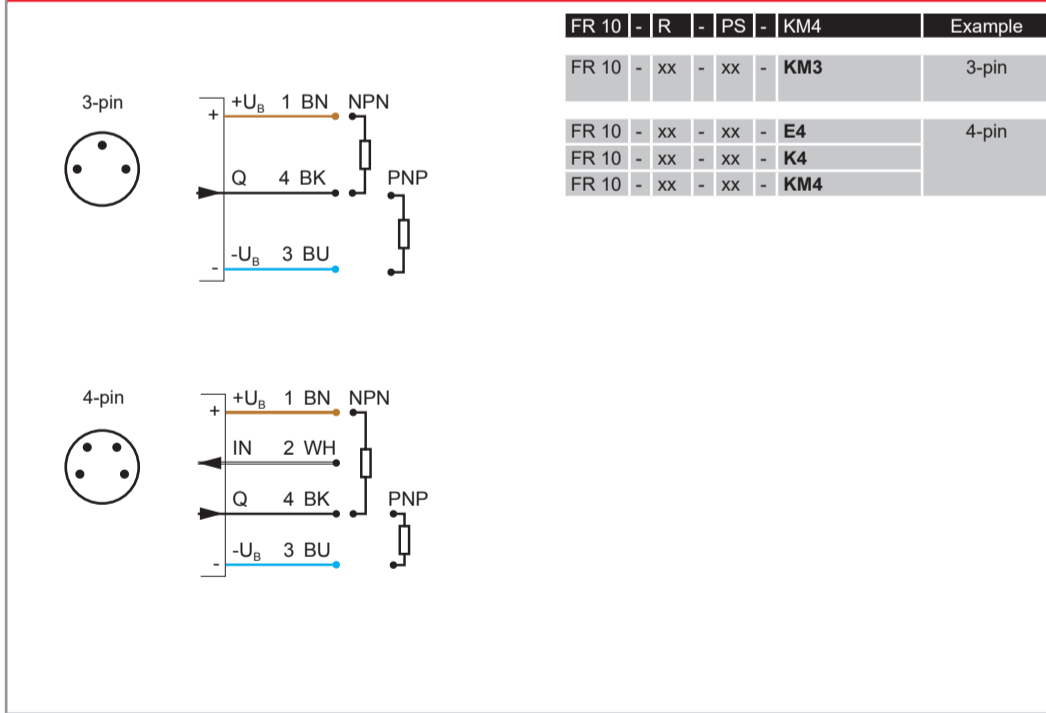 FR 10 - R - PS - KM4 Example
FR 10 - xx - xx - KM3 3-pin
FR 10 - xx - xx - E4 4-pin
FR 10 - xx - xx - K4
FR 10 - xx - xx - KM4
3-pin
+ +UB 1 BN NPN
Q 4 BK PNP
- -UB 3 BU
4-pin
+ +UB 1 BN NPN
IN 2 WH
Q 4 BK PNP
- -UB 3 BU